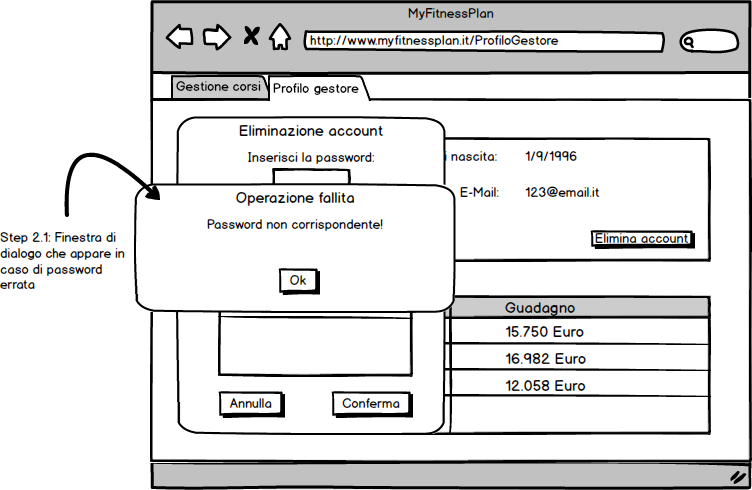 MyFitnessPlan
http://www.myfitnessplan.it/ProfiloGestore
Gestione corsi
Profilo gestore
Eliminazione account
Inserisci la password:
i nascita:
1/9/1996
E-Mail:
123@email.it
Elimina account
Operazione fallita
Password non corrispondente!
Ok
Step 2.1: Finestra di
dialogo che appare in
caso di password
errata
Guadagno
15.750 Euro
16.982 Euro
12.058 Euro
Annulla
Conferma